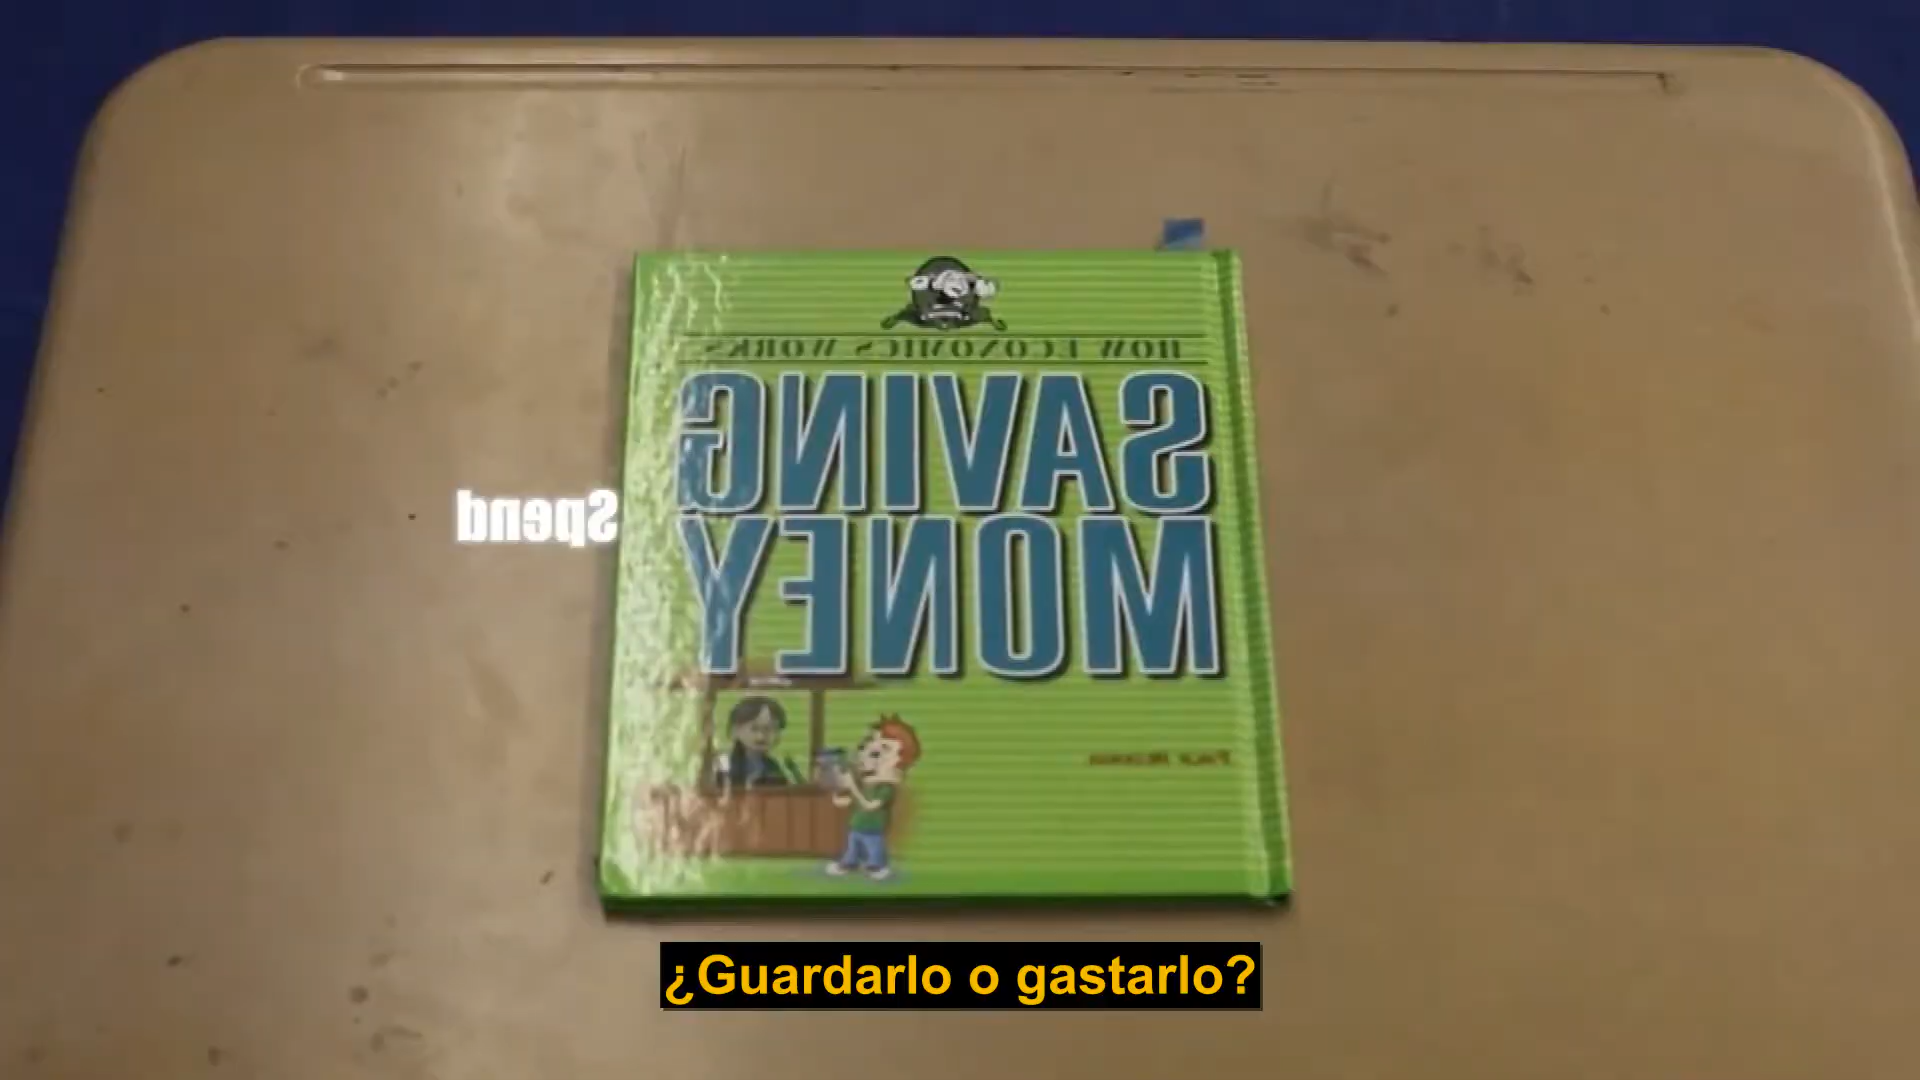 HOW ECONOMICS WORKS
SAVING
MONEY
Spend
¿Guardarlo o gastarlo?